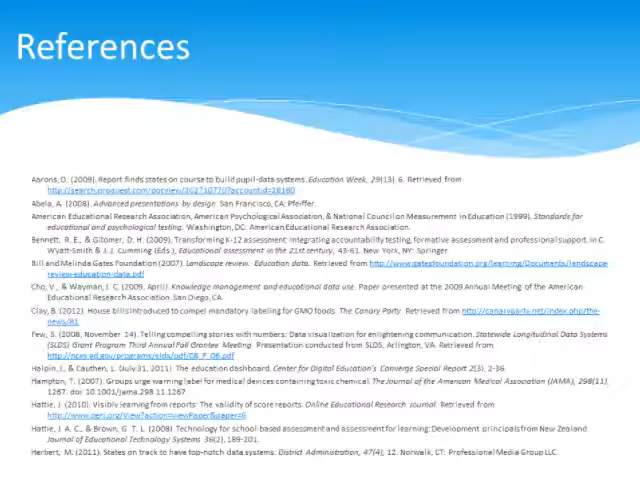 References
Aarons, D. (2009). Report finds states on course to build pupil-data systems. Education Week, 29(13), 6. Retrieved from
http://search.proquest.com/docview/202710770?accountid=28180
Abela, A. (2008). Advanced presentations by design. San Francisco, CA: Pfeiffer.
American Educational Research Association, American Psychological Association, & National Council on Measurement in Education (1999). Standards for
educational and psychological testing. Washington, DC: American Educational Research Association.
Bennett, R. E., & Gitomer, D. H. (2009). Transforming K-12 assessment: Integrating accountability testing, formative assessment and professional support. In C.
Wyatt-Smith & J. J. Cumming (Eds.), Educational assessment in the 21st century, 43-61. New York, NY: Springer.
Bill and Melinda Gates Foundation (2007). Landscape review: Education data. Retrieved from http://www.gatesfoundation.org/learning/Documents/landscape-
review-education-data.pdf
Cho, V., & Wayman, J. C. (2009, April). Knowledge management and educational data use. Paper presented at the 2009 Annual Meeting of the American
Educational Research Association. San Diego, CA.
Clay, B. (2012). House bills introduced to compel mandatory labeling for GMO foods. The Canary Party. Retrieved from http://canaryparty.net/index.php/the-
news/81
Few, S. (2008, November 24). Telling compelling stories with numbers: Data visualization for enlightening communication. Statewide Longitudinal Data Systems
(SLDS) Grant Program Third Annual Fall Grantee Meeting. Presentation conducted from SLDS, Arlington, VA. Retrieved from
http://nces.ed.gov/programs/slds/pdf/08_F_06.pdf
Halpin, J., & Cauthen, L. (July 31, 2011). The education dashboard. Center for Digital Education's Converge Special Report 2(3), 2-36.
Hampton, T. (2007). Groups urge warning label for medical devices containing toxic chemical. The Journal of the American Medical Association (JAMA), 298(11),
1267. doi: 10.1001/jama.298.11.1267
Hattie, J. (2010). Visibly learning from reports: The validity of score reports. Online Educational Research Journal. Retrieved from
http://www.oerj.org/View?action=viewPaper&paper=6
Hattie, J. A. C., & Brown, G. T. L. (2008). Technology for school-based assessment and assessment for learning: Development principals from New Zealand.
Journal of Educational Technology Systems 36(2), 189-201.
Herbert, M. (2011). States on track to have top-notch data systems. District Administration, 47(4), 12. Norwalk, CT: Professional Media Group LLC.